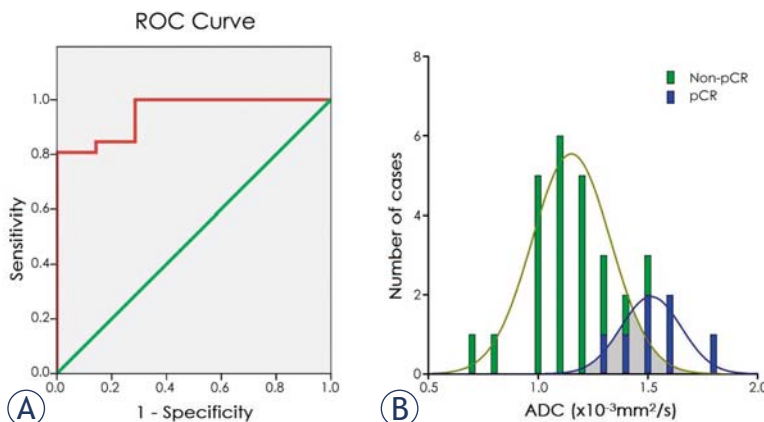 ROC Curve
1.0
0.8
0.6
0.4
0.2
0.0
Sensitivity
0.0 0.2 0.4 0.6 0.8 1.0
1 - Specificity
A
8
6
4
2
0
Number of cases
Non-pCR
pCR
0.5 1.0 1.5 2.0
ADC (x10-3mm2/s)
B